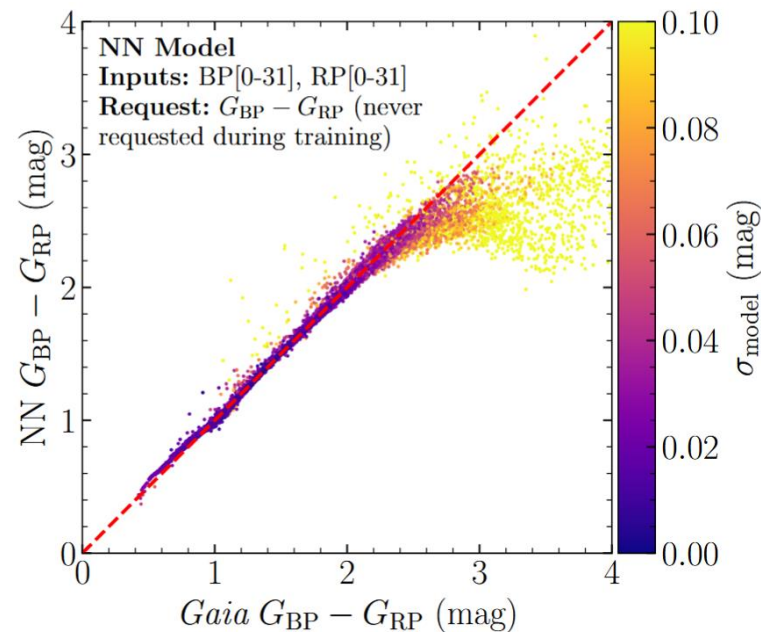 NN Model
Inputs: BP[0-31], RP[0-31]
Request: G_BP − G_RP (never
requested during training)
NN G_BP − G_RP (mag)
4
3
2
1
0
0 1 2 3 4
Gaia G_BP − G_RP (mag)
0.10
0.08
0.06
0.04
0.02
0.00
σ_model (mag)